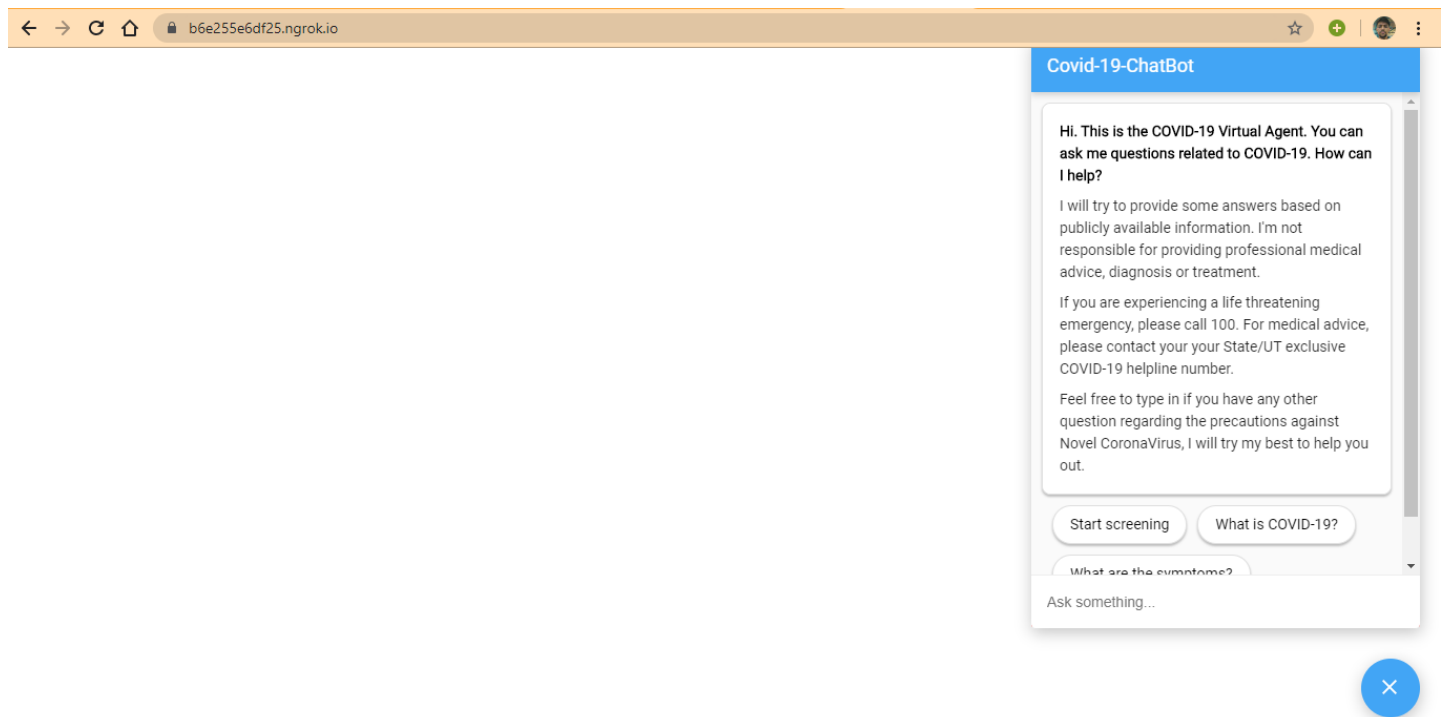 b6e255e6df25.ngrok.io
Covid-19-ChatBot
Hi. This is the COVID-19 Virtual Agent. You can
ask me questions related to COVID-19. How can
I help?
I will try to provide some answers based on
publicly available information. I'm not
responsible for providing professional medical
advice, diagnosis or treatment.
If you are experiencing a life threatening
emergency, please call 100. For medical advice,
please contact your your State/UT exclusive
COVID-19 helpline number.
Feel free to type in if you have any other
question regarding the precautions against
Novel CoronaVirus, I will try my best to help you
out.
Start screening What is COVID-19?
What are the symptoms?
Ask something...